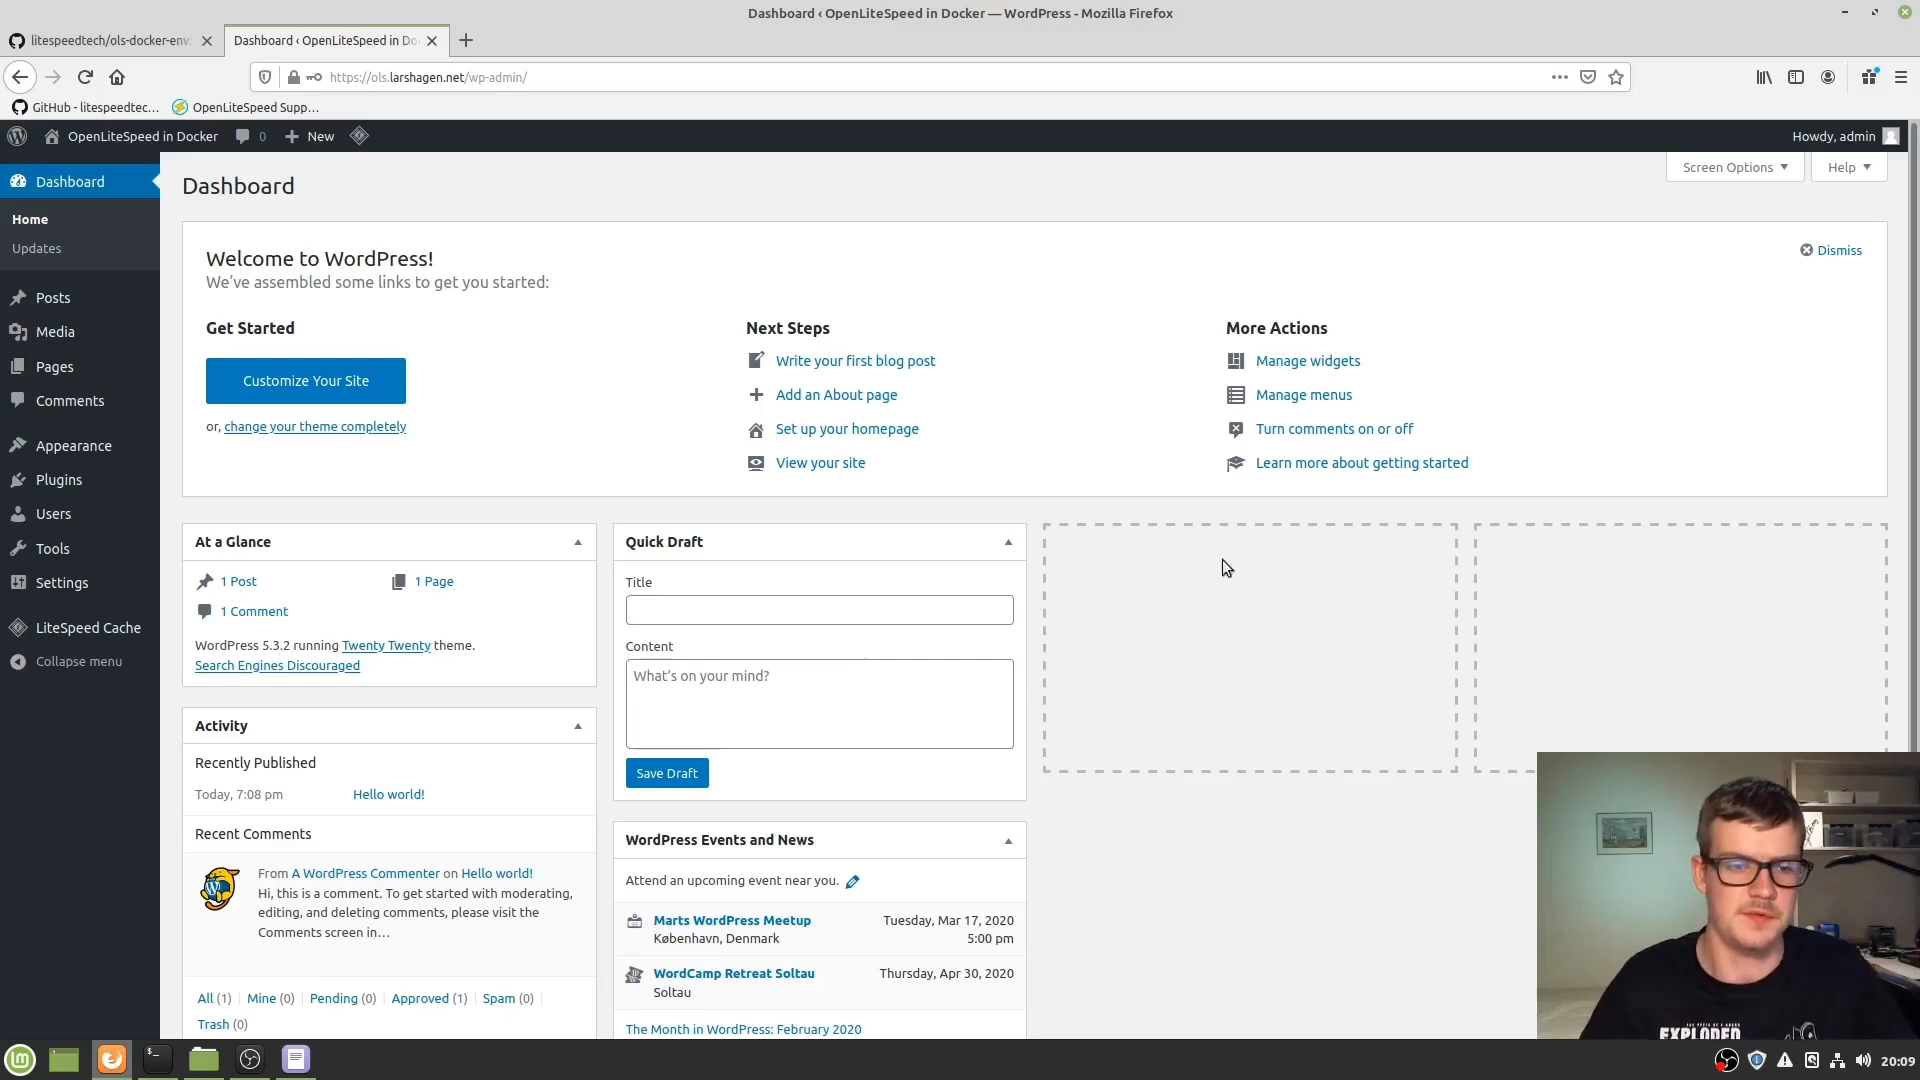 Dashboard ‹ OpenLiteSpeed in Docker — WordPress - Mozilla Firefox
litespeedtech/ols-docker-env:
Dashboard ‹ OpenLiteSpeed in Do
https://ols.larshagen.net/wp-admin/
GitHub - litespeedtec…
OpenLiteSpeed Supp…
OpenLiteSpeed in Docker
0
New
Howdy, admin
Dashboard
Home
Updates
Posts
Media
Pages
Comments
Appearance
Plugins
Users
Tools
Settings
LiteSpeed Cache
Collapse menu
Screen Options
Help
Dashboard
Welcome to WordPress!
We've assembled some links to get you started:
Dismiss
Get Started
Customize Your Site
or, change your theme completely
Next Steps
Write your first blog post
Add an About page
Set up your homepage
View your site
More Actions
Manage widgets
Manage menus
Turn comments on or off
Learn more about getting started
At a Glance
1 Post
1 Page
1 Comment
WordPress 5.3.2 running Twenty Twenty theme.
Search Engines Discouraged
Activity
Recently Published
Today, 7:08 pm
Hello world!
Recent Comments
From A WordPress Commenter on Hello world!
Hi, this is a comment. To get started with moderating,
editing, and deleting comments, please visit the
Comments screen in…
All (1) | Mine (0) | Pending (0) | Approved (1) | Spam (0) |
Trash (0)
Quick Draft
Title
Content
What's on your mind?
Save Draft
WordPress Events and News
Attend an upcoming event near you.
Marts WordPress Meetup
København, Denmark
Tuesday, Mar 17, 2020
5:00 pm
WordCamp Retreat Soltau
Soltau
Thursday, Apr 30, 2020
The Month in WordPress: February 2020
EXPLORED
20:09